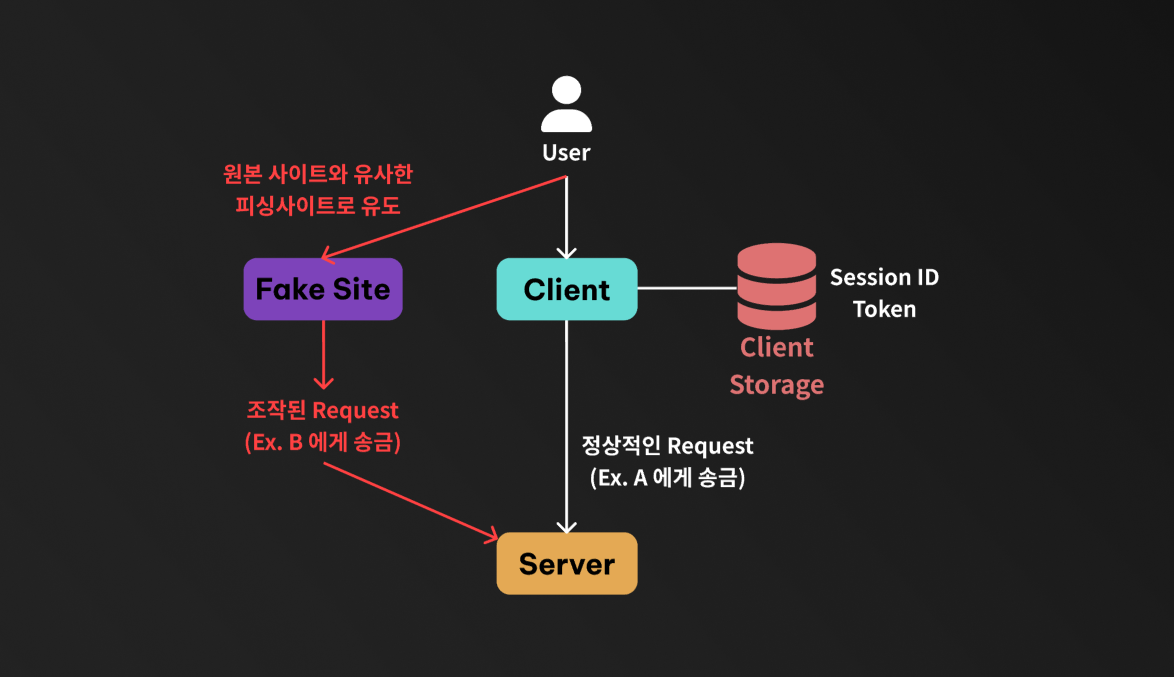 User
원본 사이트와 유사한
피싱사이트로 유도
Fake Site
Client
Session ID
Token
Client
Storage
조작된 Request
(Ex. B 에게 송금)
정상적인 Request
(Ex. A 에게 송금)
Server